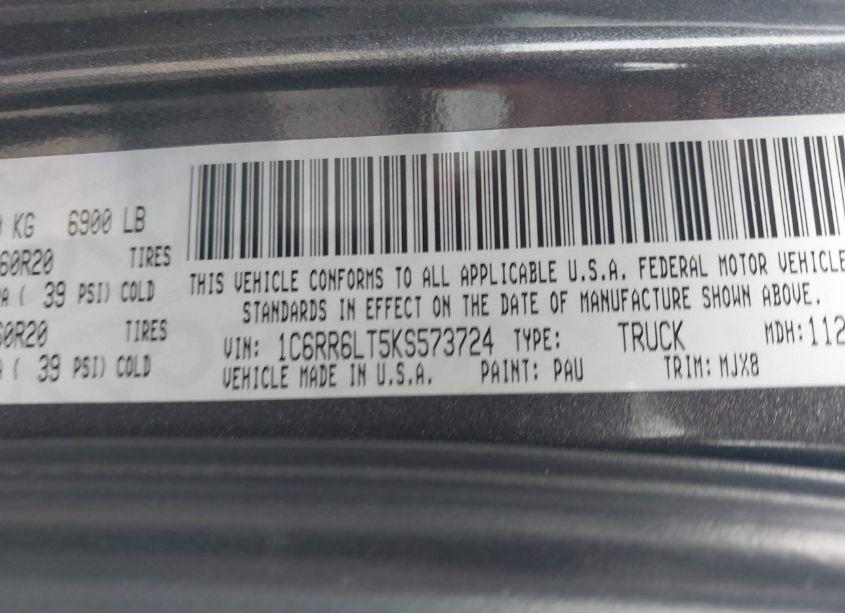 KG 6900 LB
60R20 TIRES
( 39 PSI) COLD
0R20 TIRES
( 39 PSI) COLD
THIS VEHICLE CONFORMS TO ALL APPLICABLE U.S.A. FEDERAL MOTOR VEHICLE
STANDARDS IN EFFECT ON THE DATE OF MANUFACTURE SHOWN ABOVE.
VIN: 1C6RR6LT5KS573724 TYPE: TRUCK MDH: 112
VEHICLE MADE IN U.S.A. PAINT: PAU TRIM: MJX8